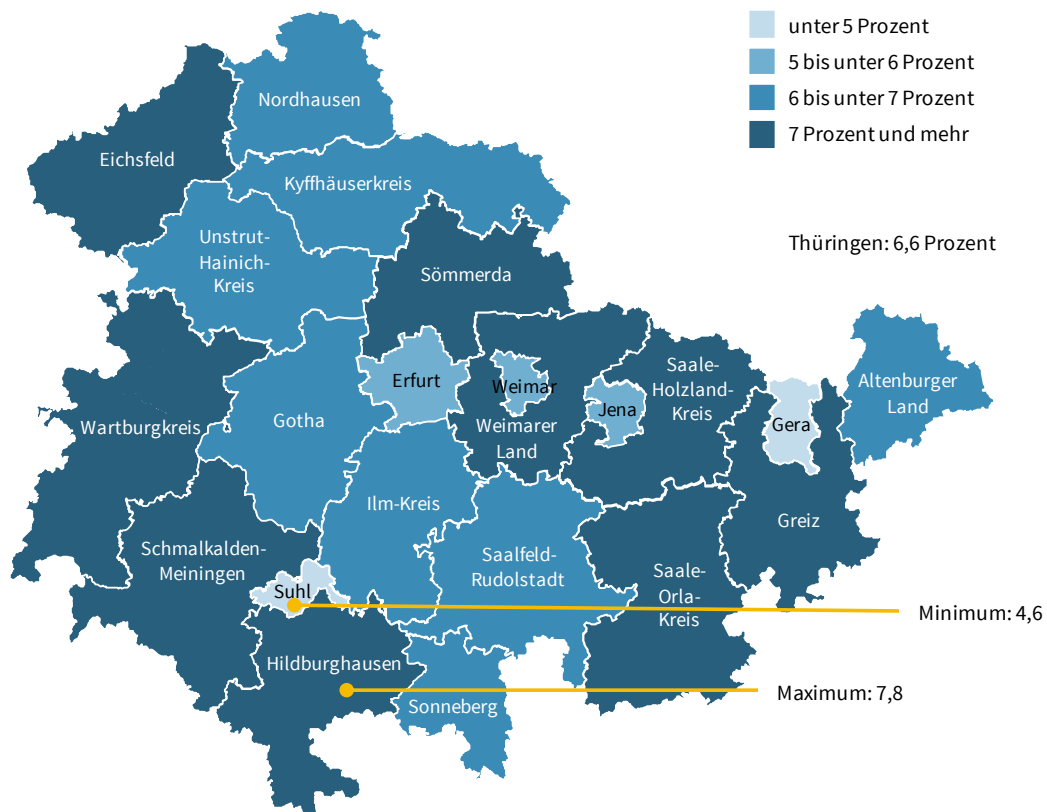 unter 5 Prozent
5 bis unter 6 Prozent
6 bis unter 7 Prozent
7 Prozent und mehr
Thüringen: 6,6 Prozent
Nordhausen
Eichsfeld
Kyffhäuserkreis
Unstrut-
Hainich-
Kreis
Sömmerda
Erfurt
Weimar
Weimarer
Land
Jena
Saale-
Holzland-
Kreis
Gera
Altenburger
Land
Wartburgkreis
Gotha
Ilm-Kreis
Greiz
Schmalkalden-
Meiningen
Suhl
Saalfeld-
Rudolstadt
Saale-
Orla-
Kreis
Minimum: 4,6
Hildburghausen
Sonneberg
Maximum: 7,8